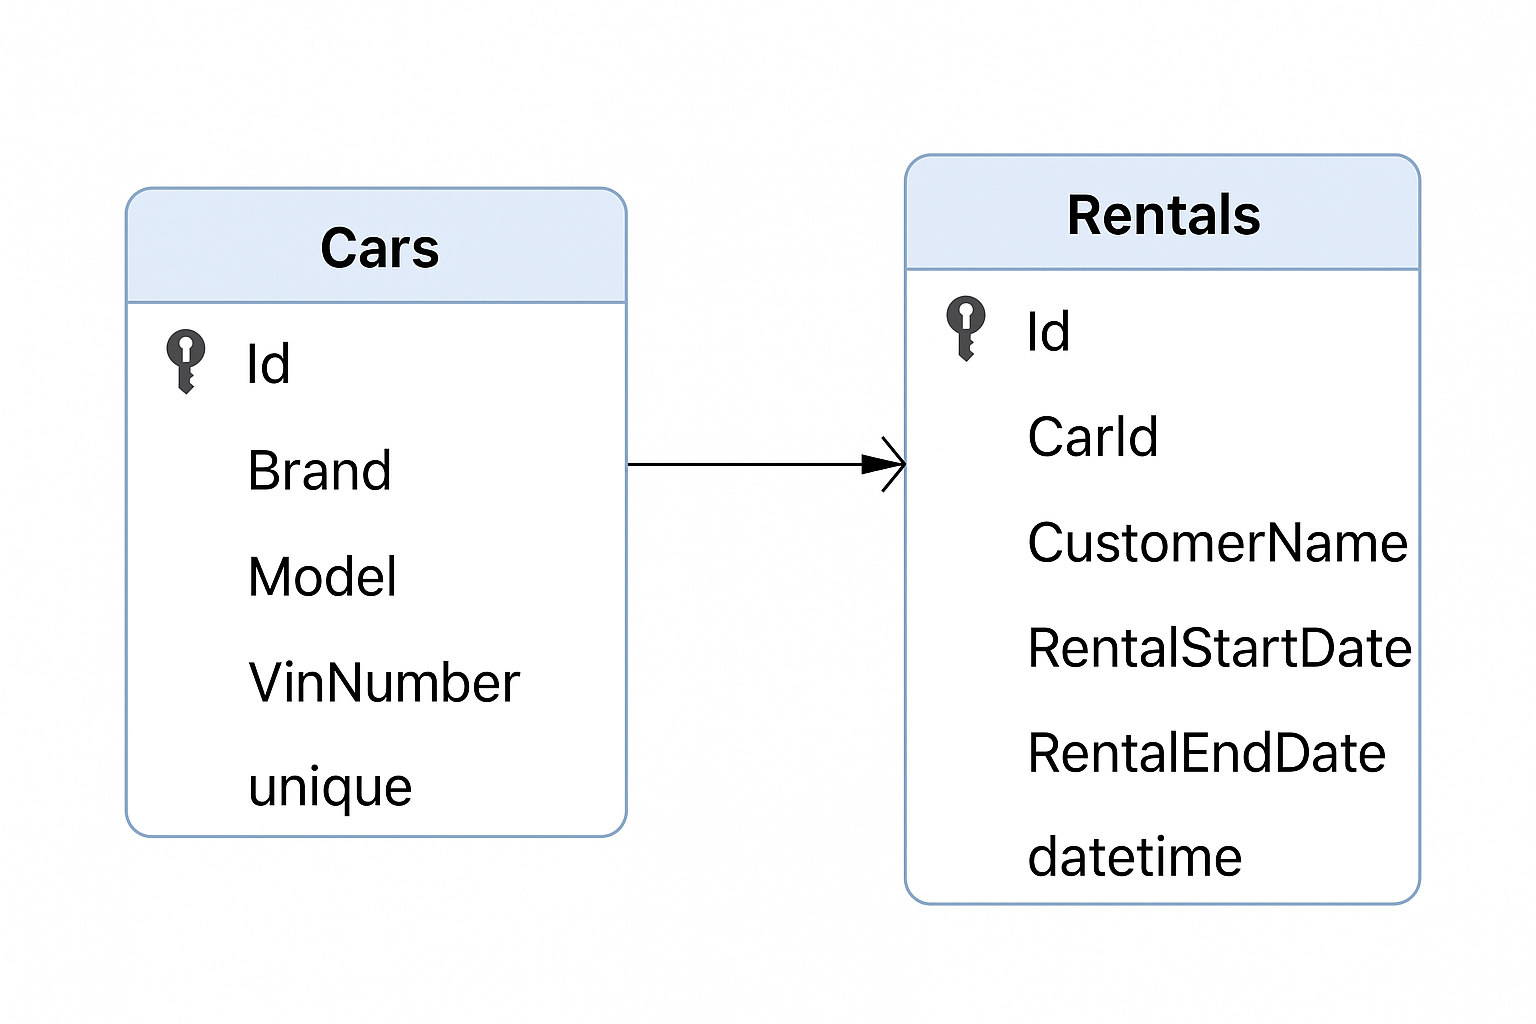 Cars
Id
Brand
Model
VinNumber
unique
Rentals
Id
CarId
CustomerName
RentalStartDate
RentalEndDate
datetime